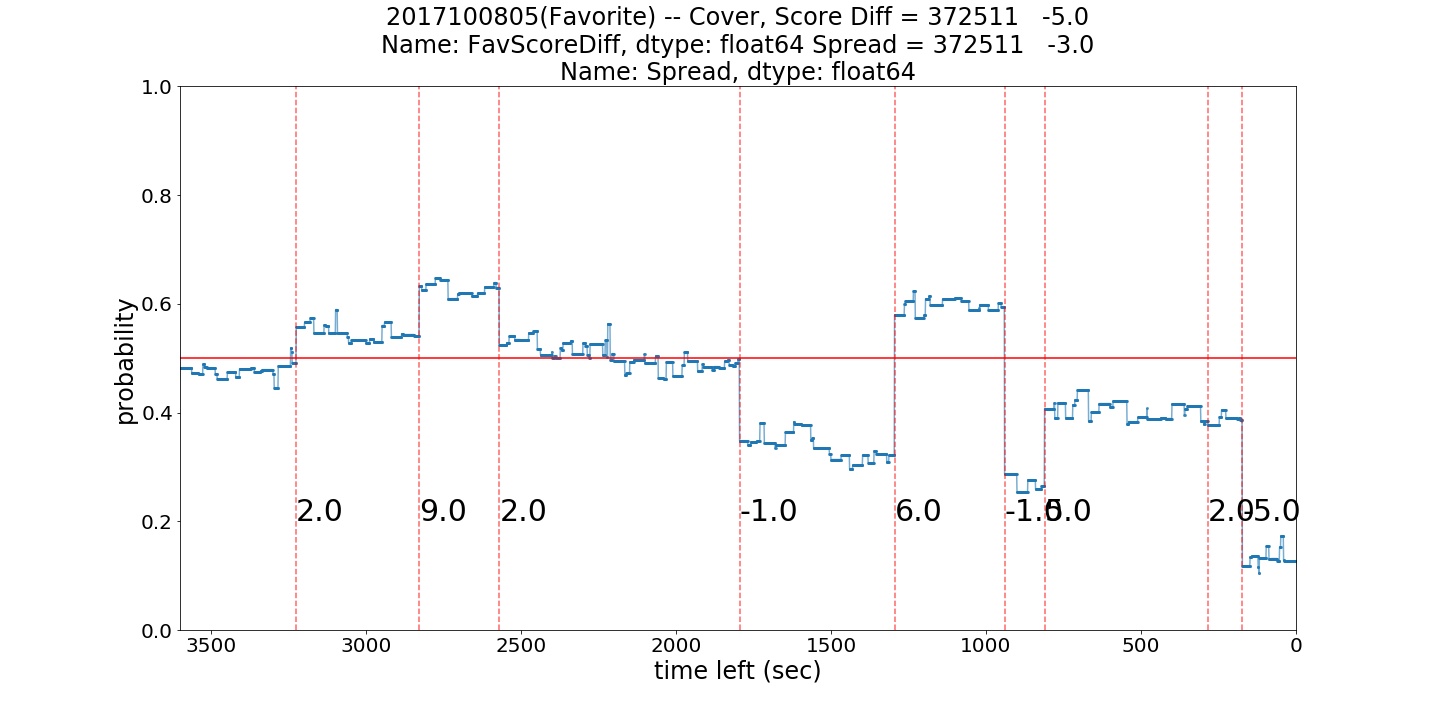 2017100805(Favorite) -- Cover, Score Diff = 372511 -5.0
Name: FavScoreDiff, dtype: float64 Spread = 372511 -3.0
Name: Spread, dtype: float64
probability
1.0
0.8
0.6
0.4
0.2
0.0
2.0
9.0
2.0
-1.0
6.0
2.0
-5.0
3500 3000 2500 2000 1500 1000 500 0
time left (sec)